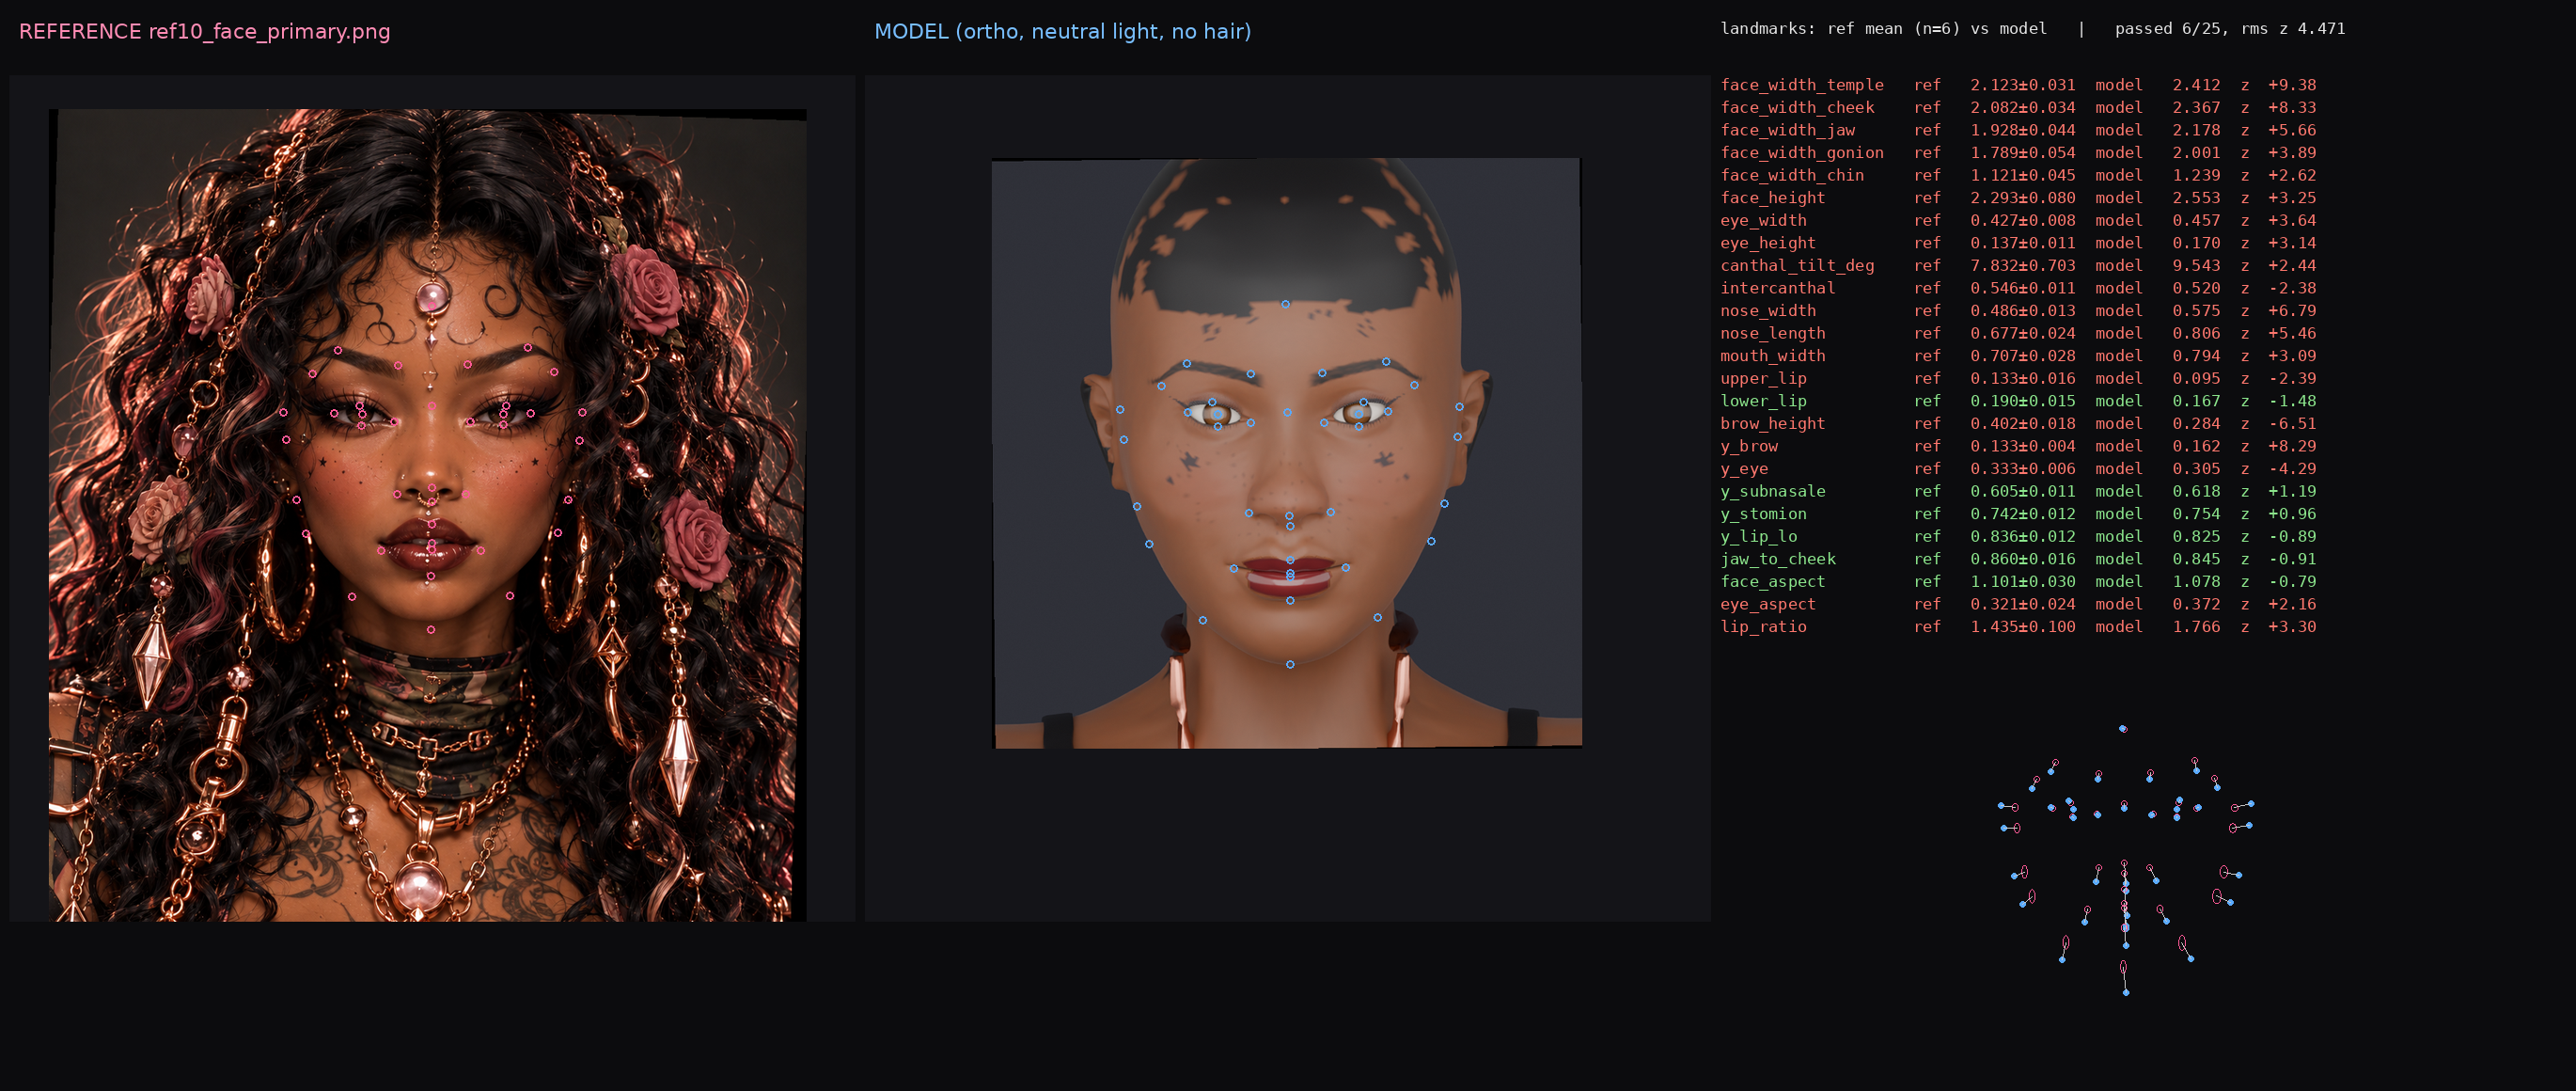 REFERENCE ref10_face_primary.png
MODEL (ortho, neutral light, no hair)
landmarks: ref mean (n=6) vs model | passed 6/25, rms z 4.471
face_width_temple ref 2.123±0.031 model 2.412 z +9.38
face_width_cheek ref 2.082±0.034 model 2.367 z +8.33
face_width_jaw ref 1.928±0.044 model 2.178 z +5.66
face_width_gonion ref 1.789±0.054 model 2.001 z +3.89
face_width_chin ref 1.121±0.045 model 1.239 z +2.62
face_height ref 2.293±0.080 model 2.553 z +3.25
eye_width ref 0.427±0.008 model 0.457 z +3.64
eye_height ref 0.137±0.011 model 0.170 z +3.14
canthal_tilt_deg ref 7.832±0.703 model 9.543 z +2.44
intercanthal ref 0.546±0.011 model 0.520 z -2.38
nose_width ref 0.486±0.013 model 0.575 z +6.79
nose_length ref 0.677±0.024 model 0.806 z +5.46
mouth_width ref 0.707±0.028 model 0.794 z +3.09
upper_lip ref 0.133±0.016 model 0.095 z -2.39
lower_lip ref 0.190±0.015 model 0.167 z -1.48
brow_height ref 0.402±0.018 model 0.284 z -6.51
y_brow ref 0.133±0.004 model 0.162 z +8.29
y_eye ref 0.333±0.006 model 0.305 z -4.29
y_subnasale ref 0.605±0.011 model 0.618 z +1.19
y_stomion ref 0.742±0.012 model 0.754 z +0.96
y_lip_lo ref 0.836±0.012 model 0.825 z -0.89
jaw_to_cheek ref 0.860±0.016 model 0.845 z -0.91
face_aspect ref 1.101±0.030 model 1.078 z -0.79
eye_aspect ref 0.321±0.024 model 0.372 z +2.16
lip_ratio ref 1.435±0.100 model 1.766 z +3.30